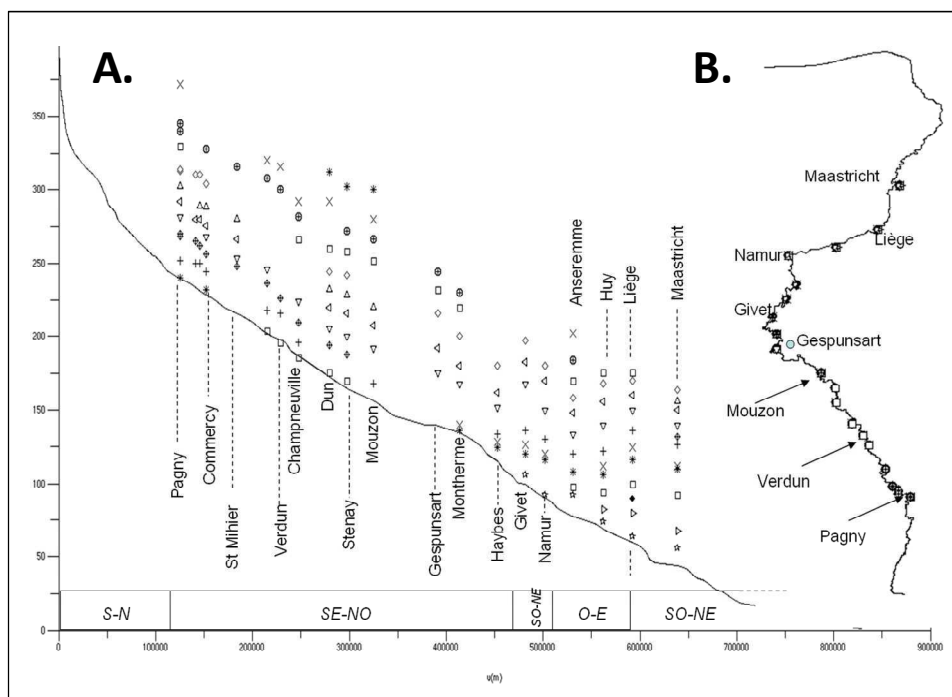 A.
B.
350
300
250
200
150
100
50
0
Pagny
Commercy
St Mihier
Verdun
Champneuville
Dun
Stenay
Mouzon
Gespunsart
Montherme
Haybes
Givet
Namur
Anseremme
Huy
Liège
Maastricht
Maastricht
Liège
Namur
Givet
Gespunsart
Mouzon
Verdun
Pagny
S-N
SE-NO
SO-NE
O-E
SO-NE
0 100000 200000 300000 400000 500000 600000 700000 800000 900000
u(m)